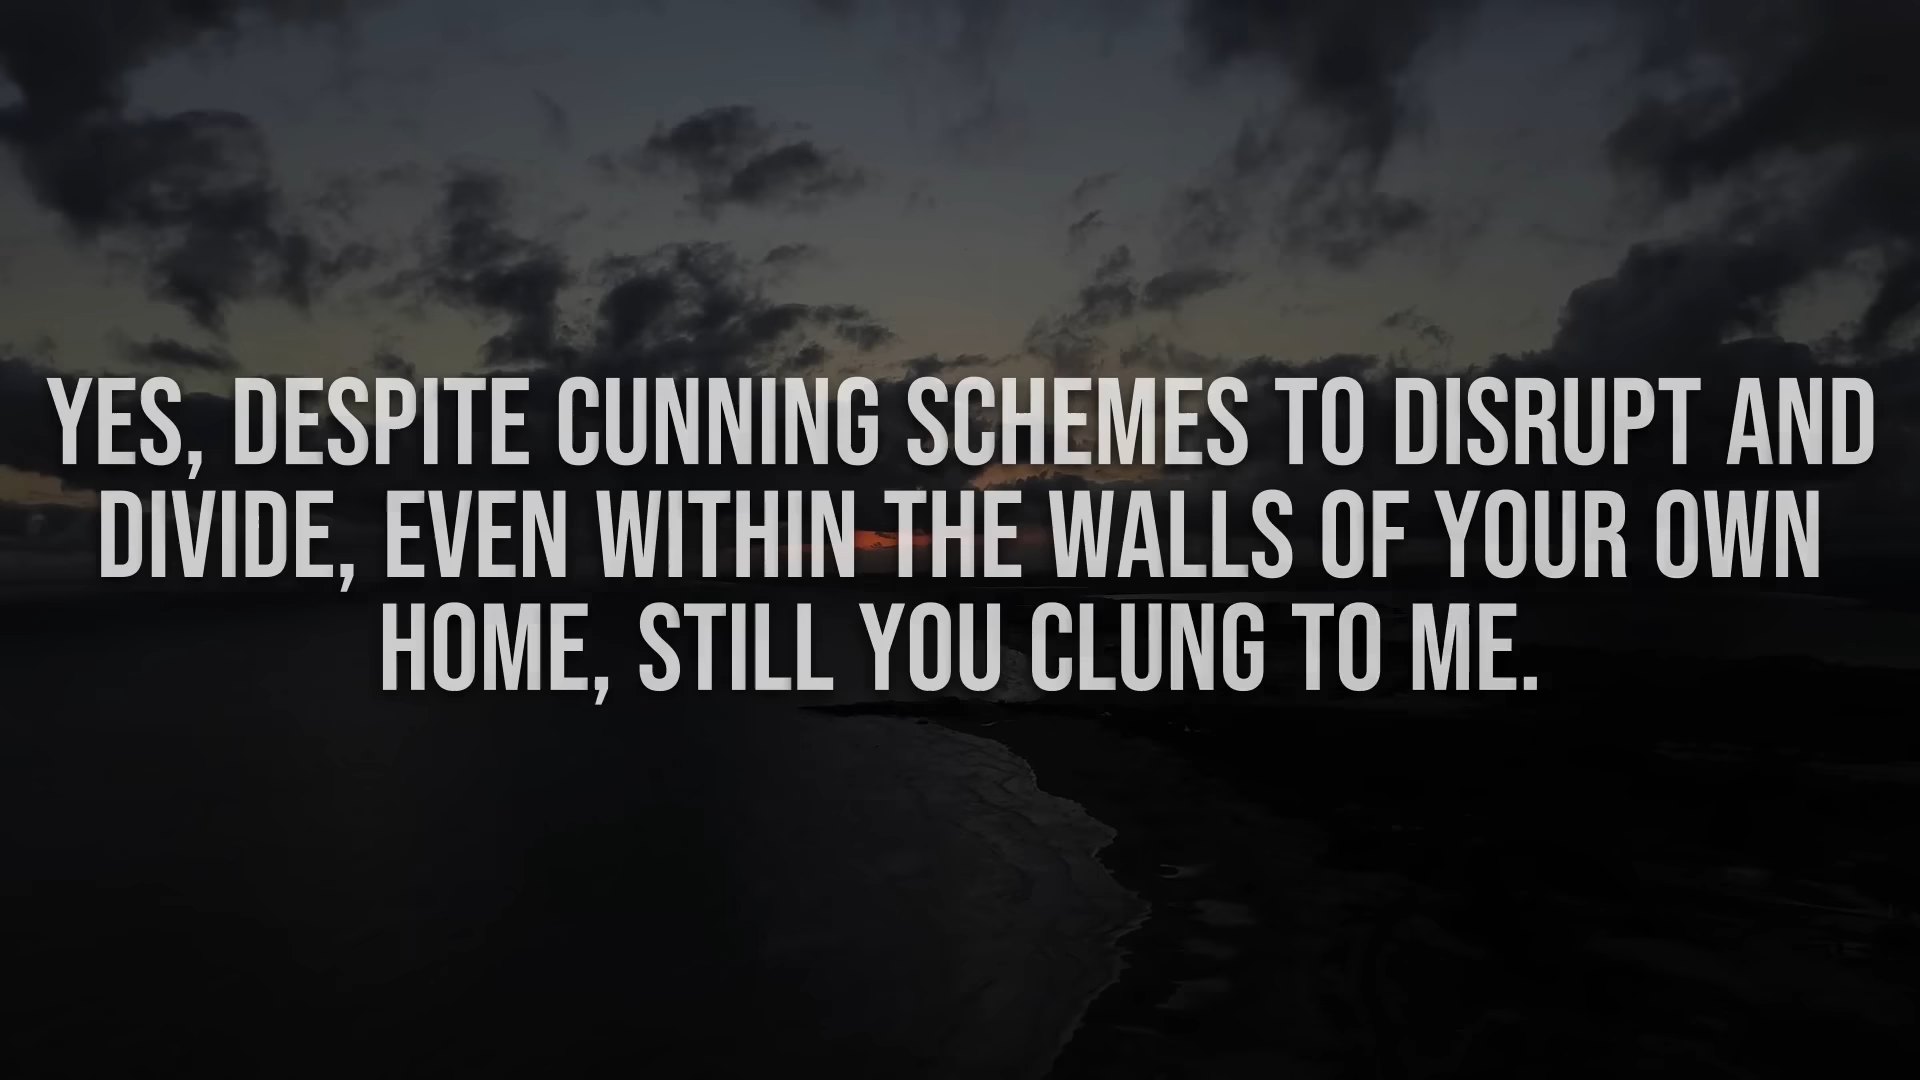 YES, DESPITE CUNNING SCHEMES TO DISRUPT AND
DIVIDE, EVEN WITHIN THE WALLS OF YOUR OWN
HOME, STILL YOU CLUNG TO ME.